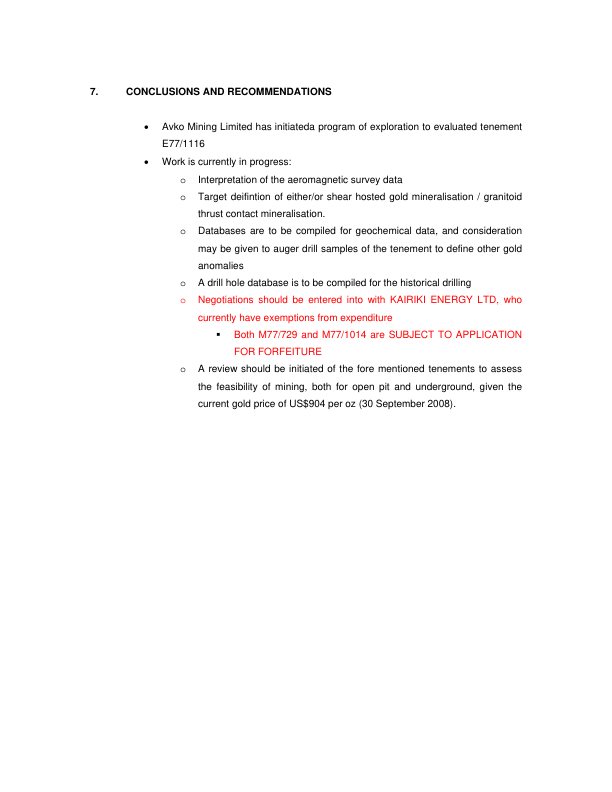 7. CONCLUSIONS AND RECOMMENDATIONS
• Avko Mining Limited has initiateda program of exploration to evaluated tenement
E77/1116
• Work is currently in progress:
o Interpretation of the aeromagnetic survey data
o Target deifintion of either/or shear hosted gold mineralisation / granitoid
thrust contact mineralisation.
o Databases are to be compiled for geochemical data, and consideration
may be given to auger drill samples of the tenement to define other gold
anomalies
o A drill hole database is to be compiled for the historical drilling
o Negotiations should be entered into with KAIRIKI ENERGY LTD, who
currently have exemptions from expenditure
▪ Both M77/729 and M77/1014 are SUBJECT TO APPLICATION
FOR FORFEITURE
o A review should be initiated of the fore mentioned tenements to assess
the feasibility of mining, both for open pit and underground, given the
current gold price of US$904 per oz (30 September 2008).